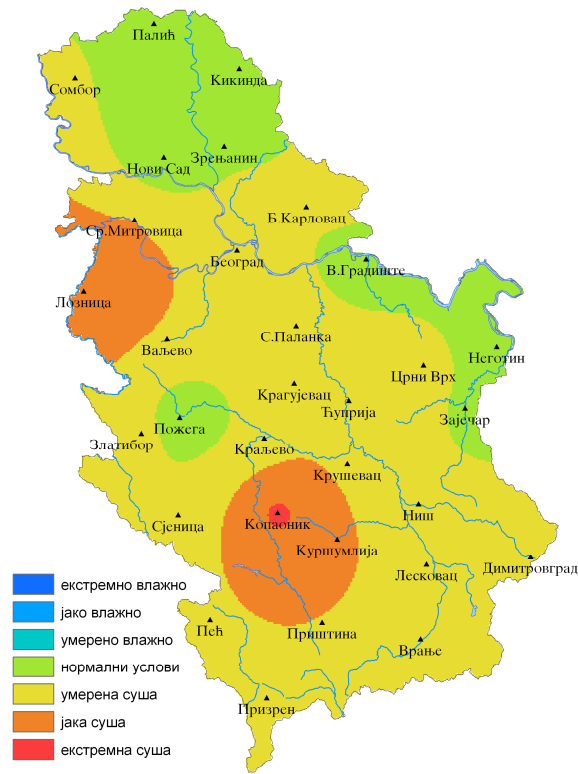 Палић
Кикинда
Сомбор
Зрењанин
Нови Сад
Б.Карловац
Ср.Митровица
Београд
В.Градиште
Лозница
С.Паланка
Ваљево
Неготин
Црни Врх
Крагујевац
Ћуприја
Зајечар
Пожега
Златибор
Краљево
Крушевац
Ниш
Копаоник
Сјеница
Куршумлија
Димитровград
Лесковац
Пећ
Приштина
Врање
Призрен
екстремно влажно
јако влажно
умерено влажно
нормални услови
умерена суша
јака суша
екстремна суша